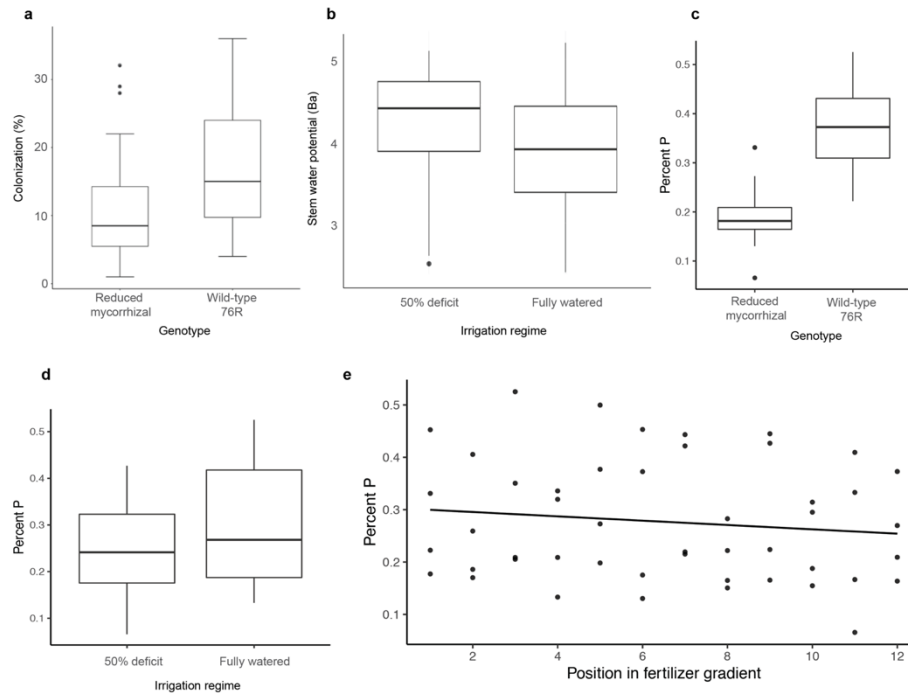 a
Colonization (%)
30
20
10
0
Reduced
mycorrhizal
Wild-type
76R
Genotype
b
Stem water potential (Ba)
5
4
3
50% deficit
Fully watered
Irrigation regime
c
Percent P
0.5
0.4
0.3
0.2
0.1
Reduced
mycorrhizal
Wild-type
76R
Genotype
d
Percent P
0.5
0.4
0.3
0.2
0.1
50% deficit
Fully watered
Irrigation regime
e
Percent P
0.5
0.4
0.3
0.2
0.1
2
4
6
8
10
12
Position in fertilizer gradient